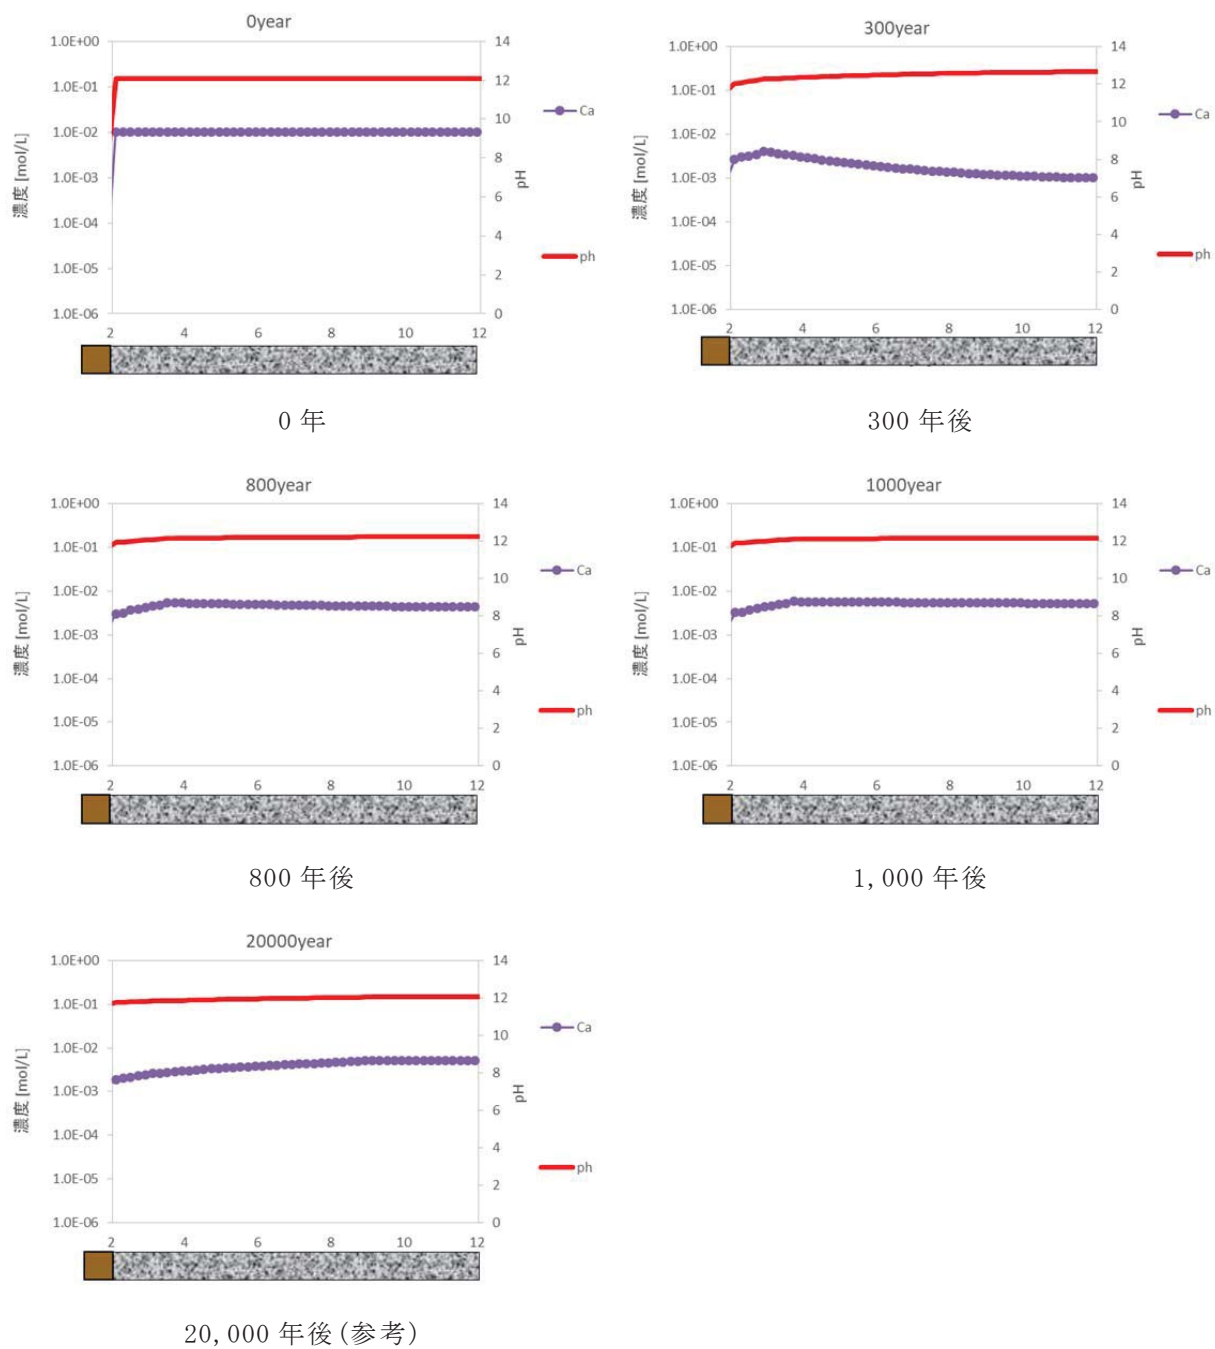 0year
1.0E+00
1.0E-01
1.0E-02
1.0E-03
1.0E-04
1.0E-05
1.0E-06
濃度 [mol/L]
14
12
10
8
6
4
2
0
pH
Ca
ph
2 4 6 8 10 12
0 年
300year
1.0E+00
1.0E-01
1.0E-02
1.0E-03
1.0E-04
1.0E-05
1.0E-06
濃度 [mol/L]
14
12
10
8
6
4
2
0
pH
Ca
ph
2 4 6 8 10 12
300 年後
800year
1.0E+00
1.0E-01
1.0E-02
1.0E-03
1.0E-04
1.0E-05
1.0E-06
濃度 [mol/L]
14
12
10
8
6
4
2
0
pH
Ca
ph
2 4 6 8 10 12
800 年後
1000year
1.0E+00
1.0E-01
1.0E-02
1.0E-03
1.0E-04
1.0E-05
1.0E-06
濃度 [mol/L]
14
12
10
8
6
4
2
0
pH
Ca
ph
2 4 6 8 10 12
1,000 年後
20000year
1.0E+00
1.0E-01
1.0E-02
1.0E-03
1.0E-04
1.0E-05
1.0E-06
濃度 [mol/L]
14
12
10
8
6
4
2
0
pH
Ca
ph
2 4 6 8 10 12
20,000 年後(参考)